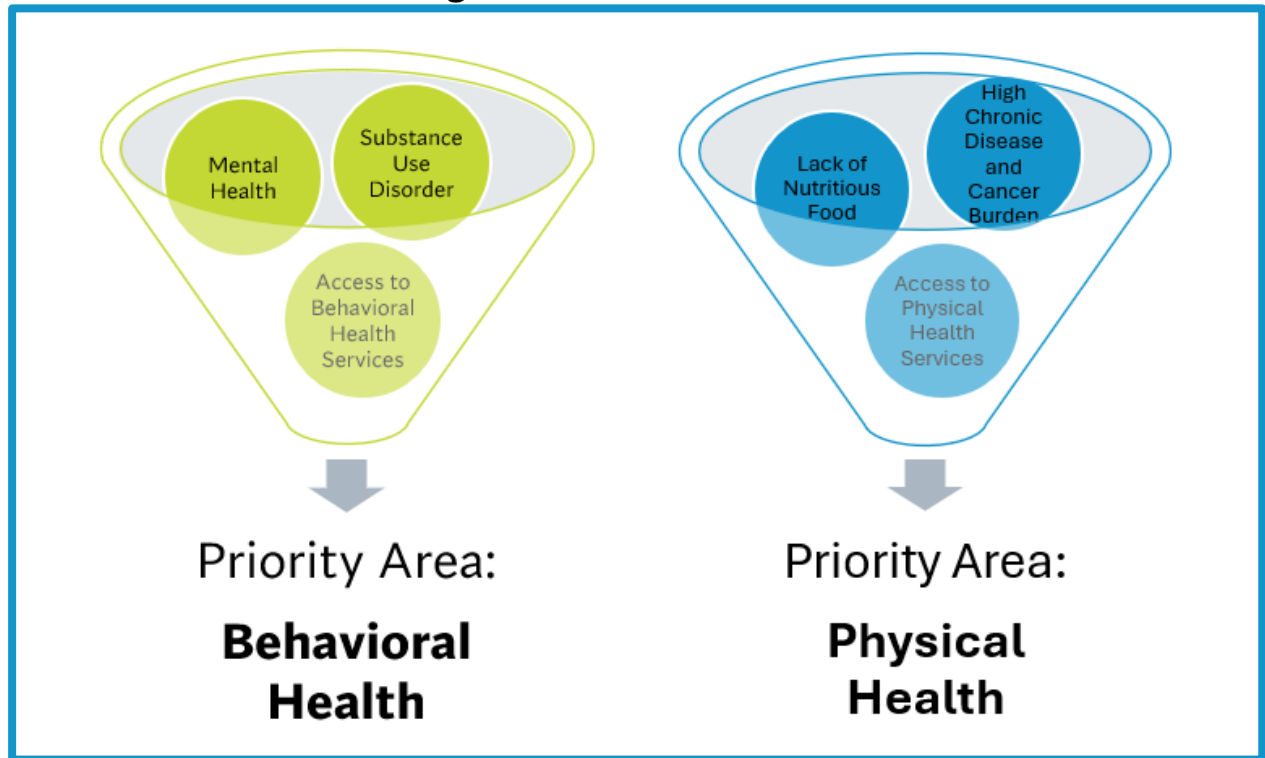 Mental
Health
Substance
Use
Disorder
Access to
Behavioral
Health
Services
Priority Area:
Behavioral
Health
Lack of
Nutritious
Food
High
Chronic
Disease
and
Cancer
Burden
Access to
Physical
Health
Services
Priority Area:
Physical
Health